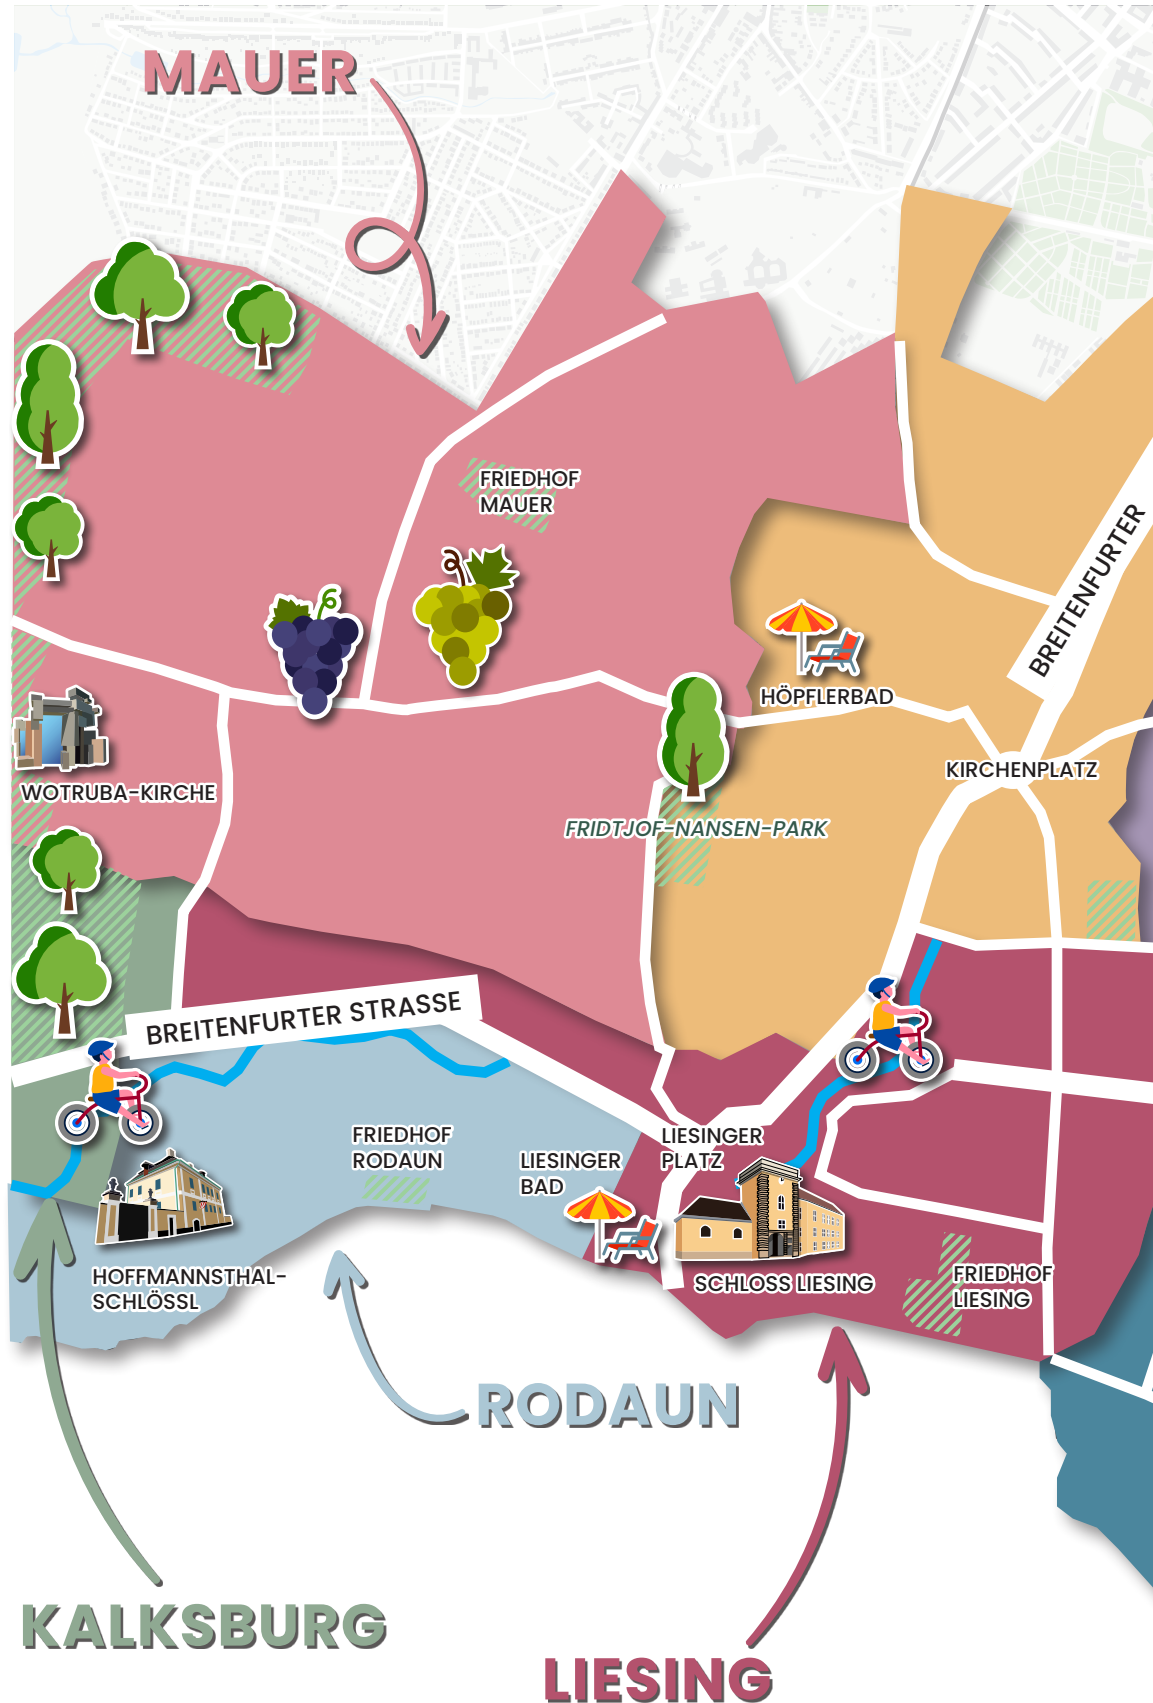 MAUER
FRIEDHOF
MAUER
BREITENFURTER
HÖPFLERBAD
KIRCHENPLATZ
WOTRUBA-KIRCHE
FRIDTJOF-NANSEN-PARK
BREITENFURTER STRASSE
FRIEDHOF
RODAUN
LIESINGER
BAD
LIESINGER
PLATZ
HOFFMANNSTHAL-
SCHLÖSSL
SCHLOSS LIESING
FRIEDHOF
LIESING
RODAUN
KALKSBURG
LIESING